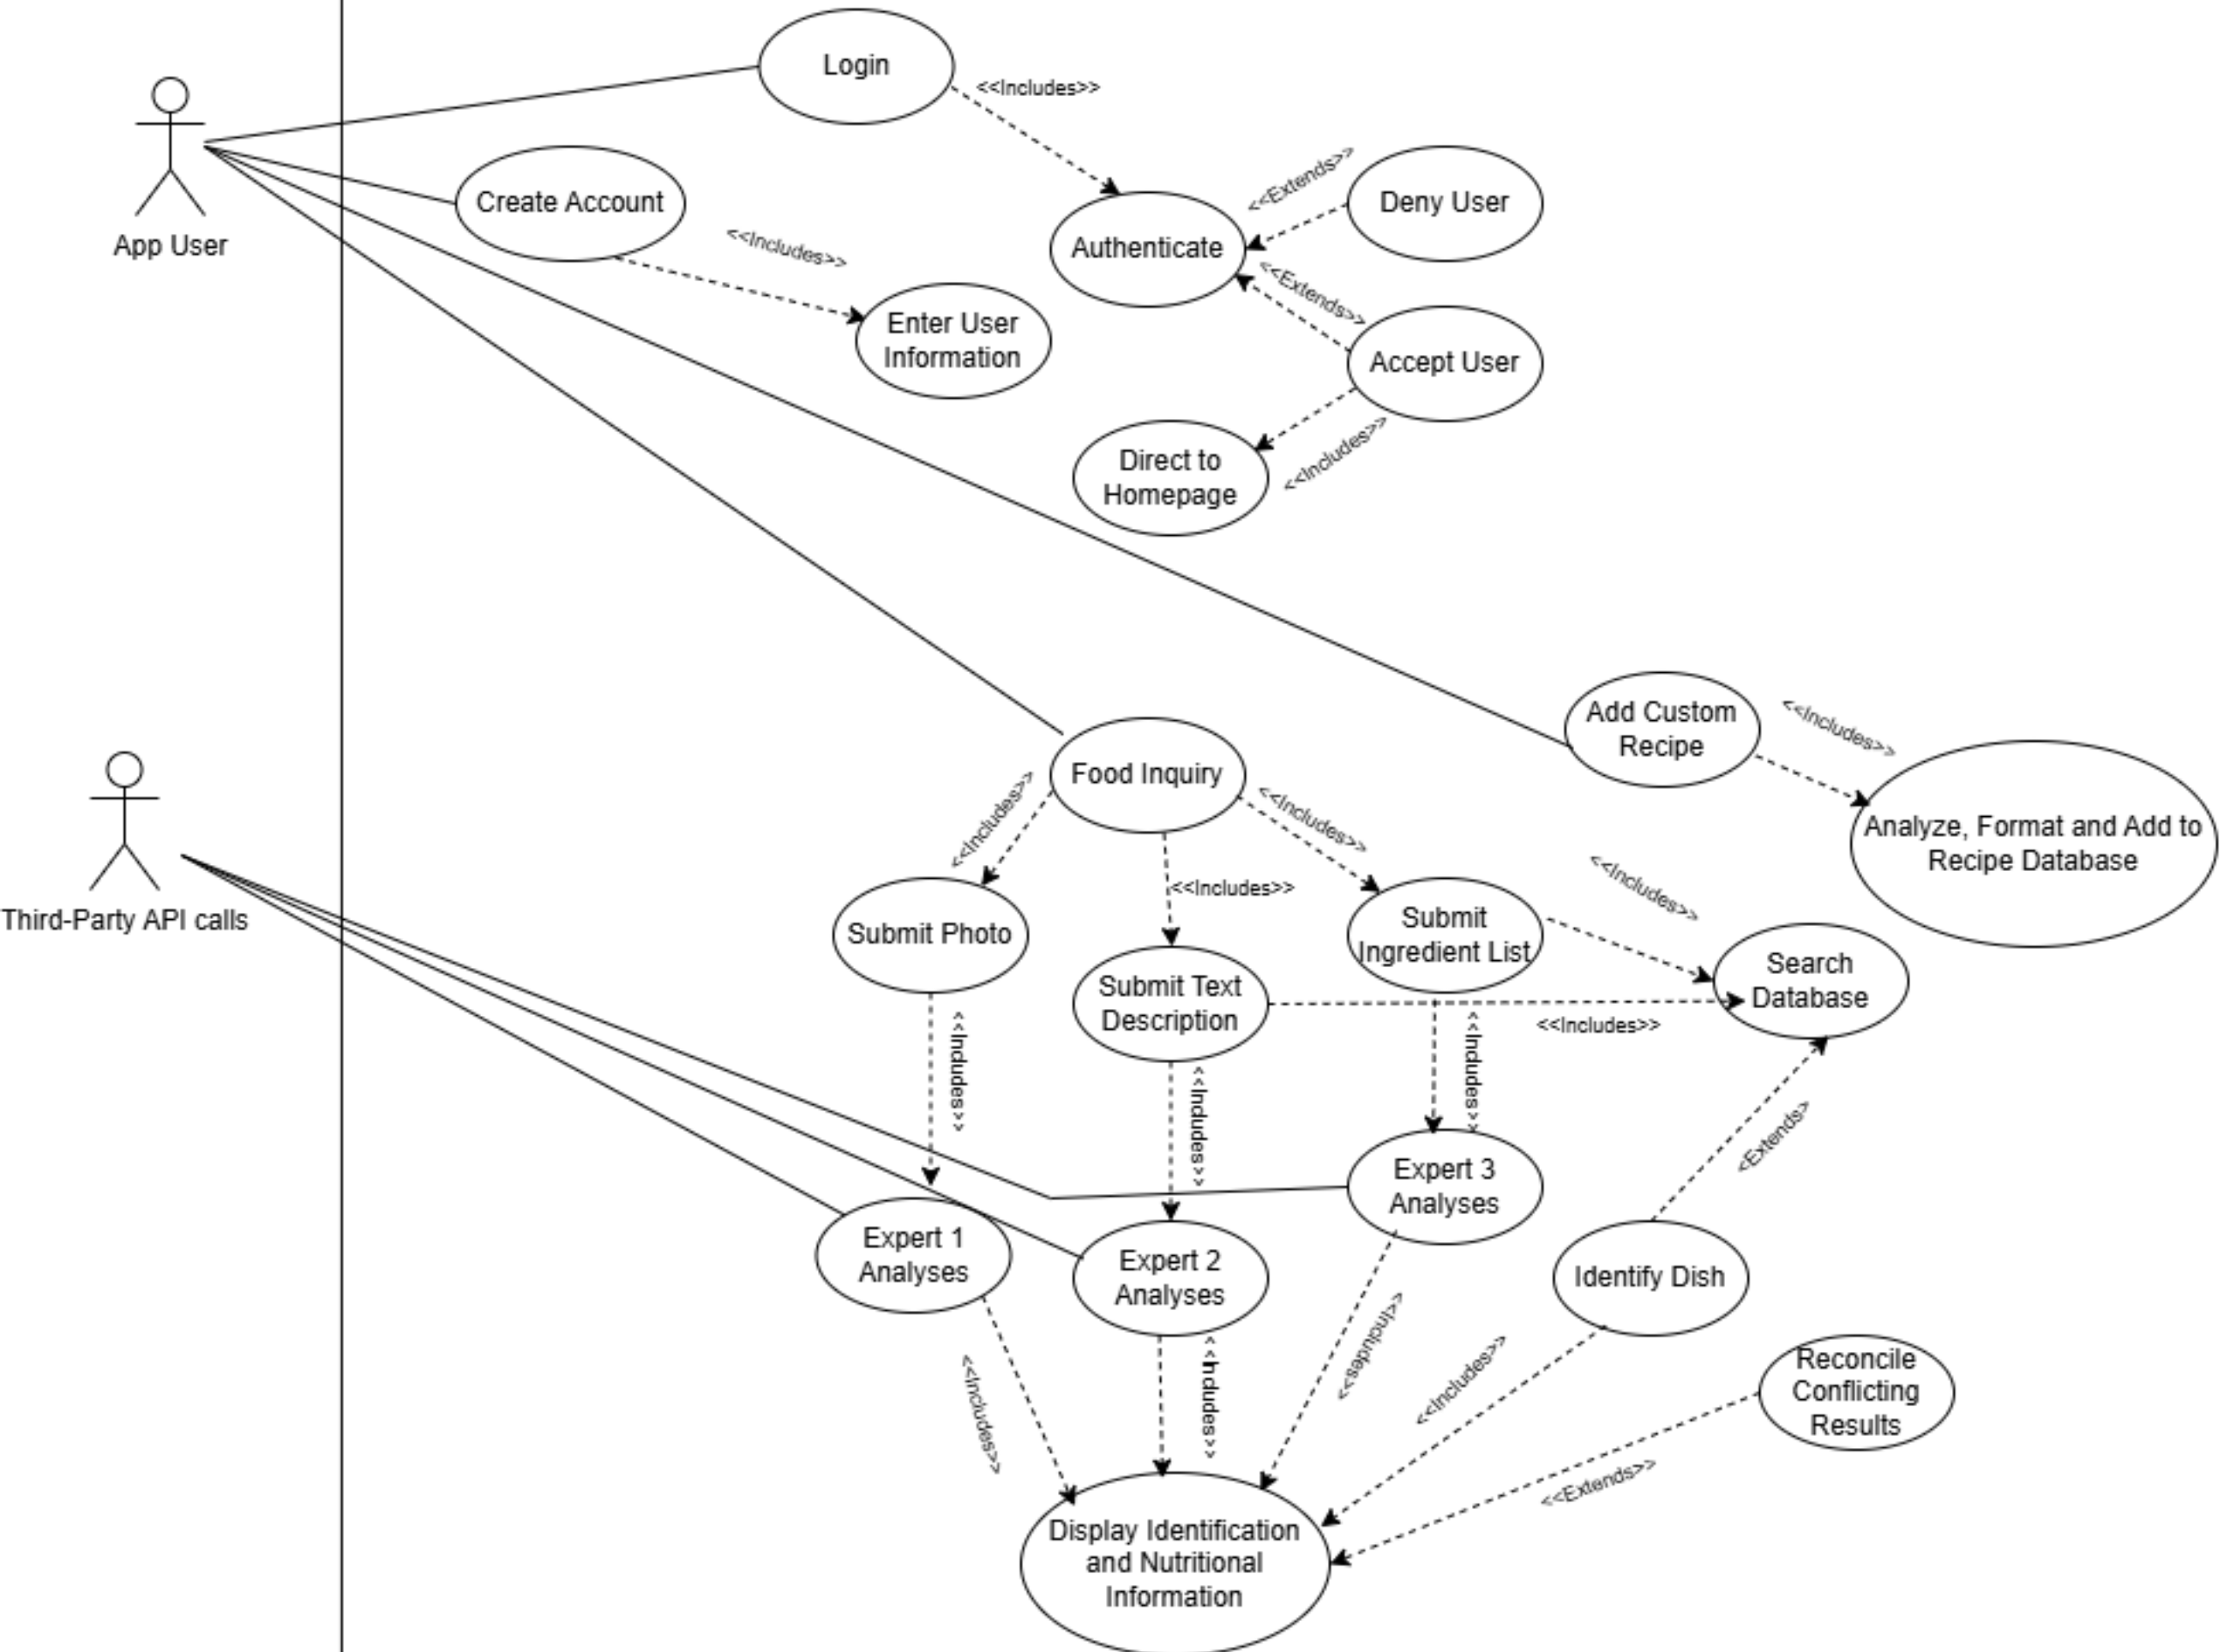 Login
<<Includes>>
App User
Create Account
<<Includes>>
Authenticate
<<Extends>>
Deny User
<<Extends>>
Enter User
Information
Accept User
<<Includes>>
Direct to
Homepage
Add Custom
Recipe
<<Includes>>
Analyze, Format and Add to
Recipe Database
Third-Party API calls
Food Inquiry
<<Includes>>
<<Includes>>
<<Includes>>
Submit Photo
Submit Text
Description
Submit
Ingredient List
<<Includes>>
Search
Database
<<Includes>>
<<Includes>>
<<Includes>>
<<Includes>>
<Extends>
Expert 1
Analyses
Expert 2
Analyses
Expert 3
Analyses
Identify Dish
<<Includes>>
<<Includes>>
<<Includes>>
<<Includes>>
Reconcile
Conflicting
Results
<<Extends>>
Display Identification
and Nutritional
Information